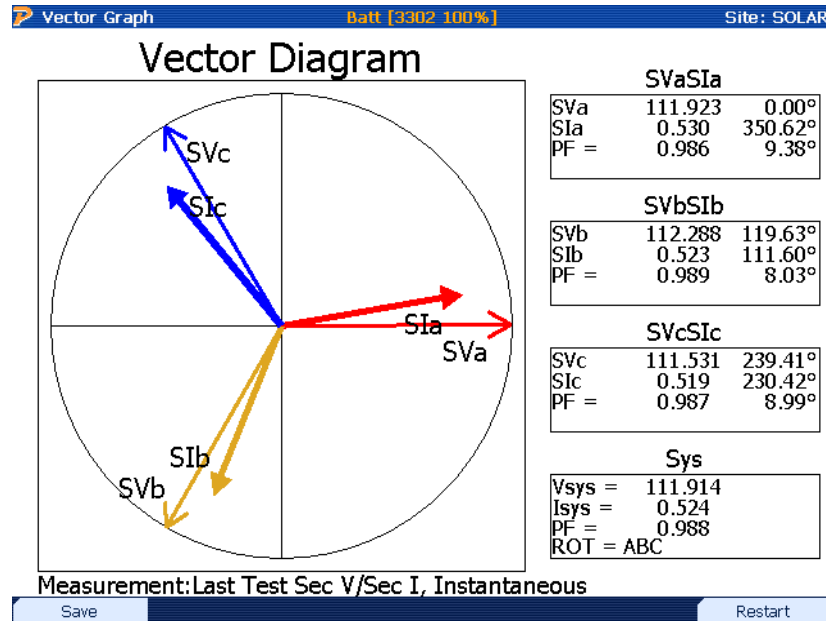 Vector Graph Batt [3302 100%] Site: SOLAR
Vector Diagram
SVc
SIc
SIa
SVa
SIb
SVb
SVaSIa
SVa 111.923 0.00°
SIa 0.530 350.62°
PF = 0.986 9.38°
SVbSIb
SVb 112.288 119.63°
SIb 0.523 111.60°
PF = 0.989 8.03°
SVcSIc
SVc 111.531 239.41°
SIc 0.519 230.42°
PF = 0.987 8.99°
Sys
Vsys = 111.914
Isys = 0.524
PF = 0.988
ROT = ABC
Measurement:Last Test Sec V/Sec I, Instantaneous
Save Restart